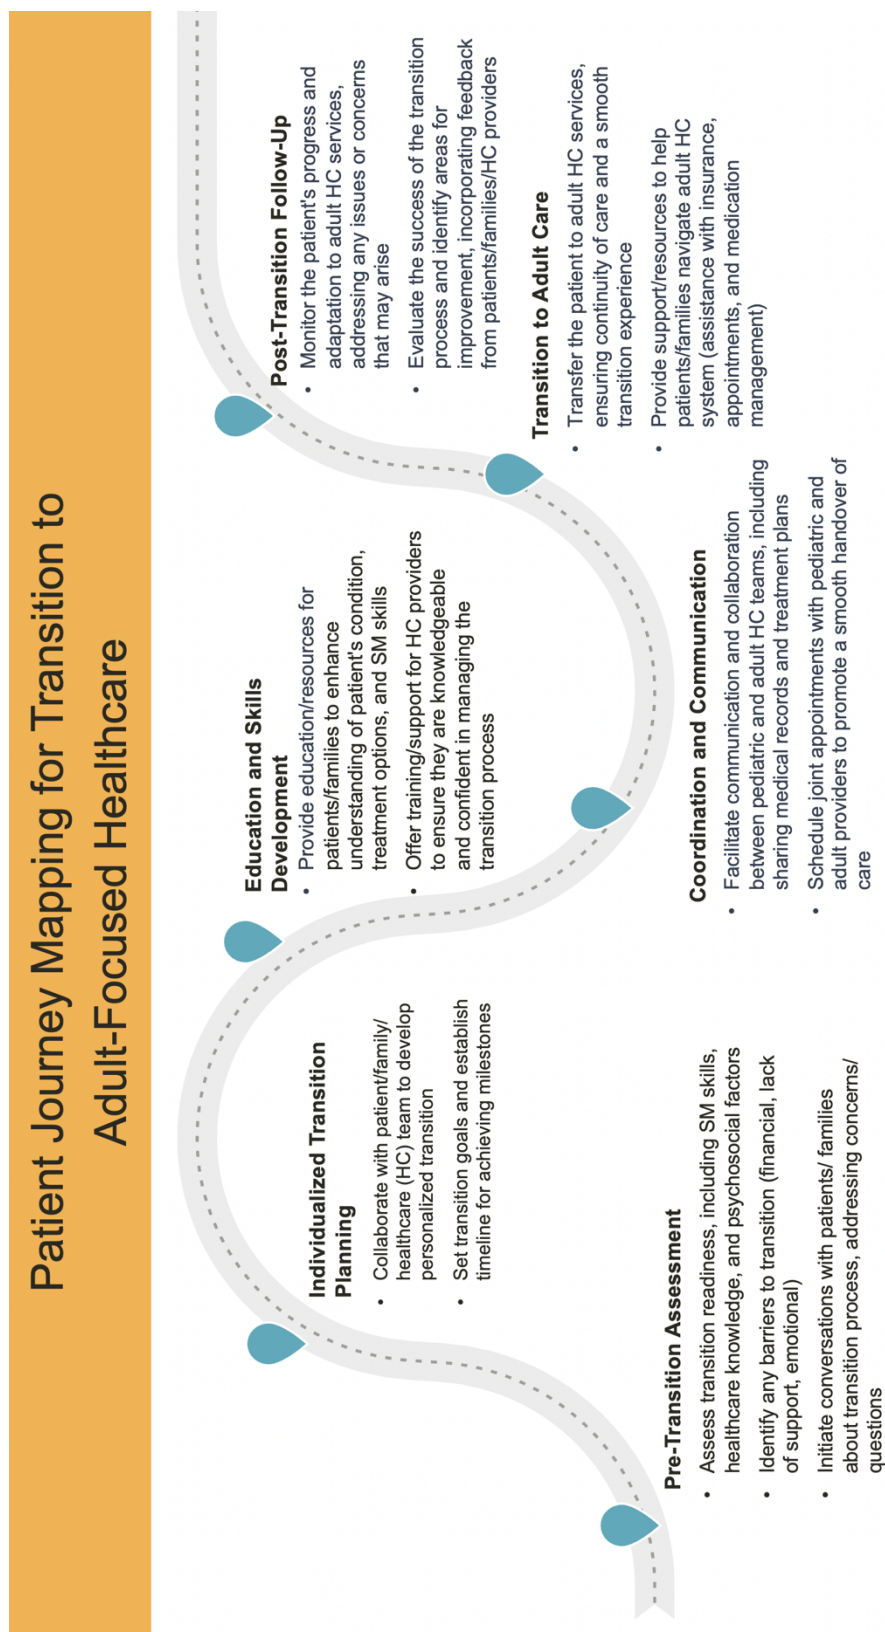 Patient Journey Mapping for Transition to
Adult-Focused Healthcare
Pre-Transition Assessment
• Assess transition readiness, including SM skills,
healthcare knowledge, and psychosocial factors
• Identify any barriers to transition (financial, lack
of support, emotional)
• Initiate conversations with patients/ families
about transition process, addressing concerns/
questions
Individualized Transition
Planning
• Collaborate with patient/family/
healthcare (HC) team to develop
personalized transition
• Set transition goals and establish
timeline for achieving milestones
Education and Skills
Development
• Provide education/resources for
patients/families to enhance
understanding of patient's condition,
treatment options, and SM skills
• Offer training/support for HC providers
to ensure they are knowledgeable
and confident in managing the
transition process
Coordination and Communication
• Facilitate communication and collaboration
between pediatric and adult HC teams, including
sharing medical records and treatment plans
• Schedule joint appointments with pediatric and
adult providers to promote a smooth handover of
care
Transition to Adult Care
• Transfer the patient to adult HC services,
ensuring continuity of care and a smooth
transition experience
• Provide support/resources to help
patients/families navigate adult HC
system (assistance with insurance,
appointments, and medication
management)
Post-Transition Follow-Up
• Monitor the patient's progress and
adaptation to adult HC services,
addressing any issues or concerns
that may arise
• Evaluate the success of the transition
process and identify areas for
improvement, incorporating feedback
from patients/families/HC providers